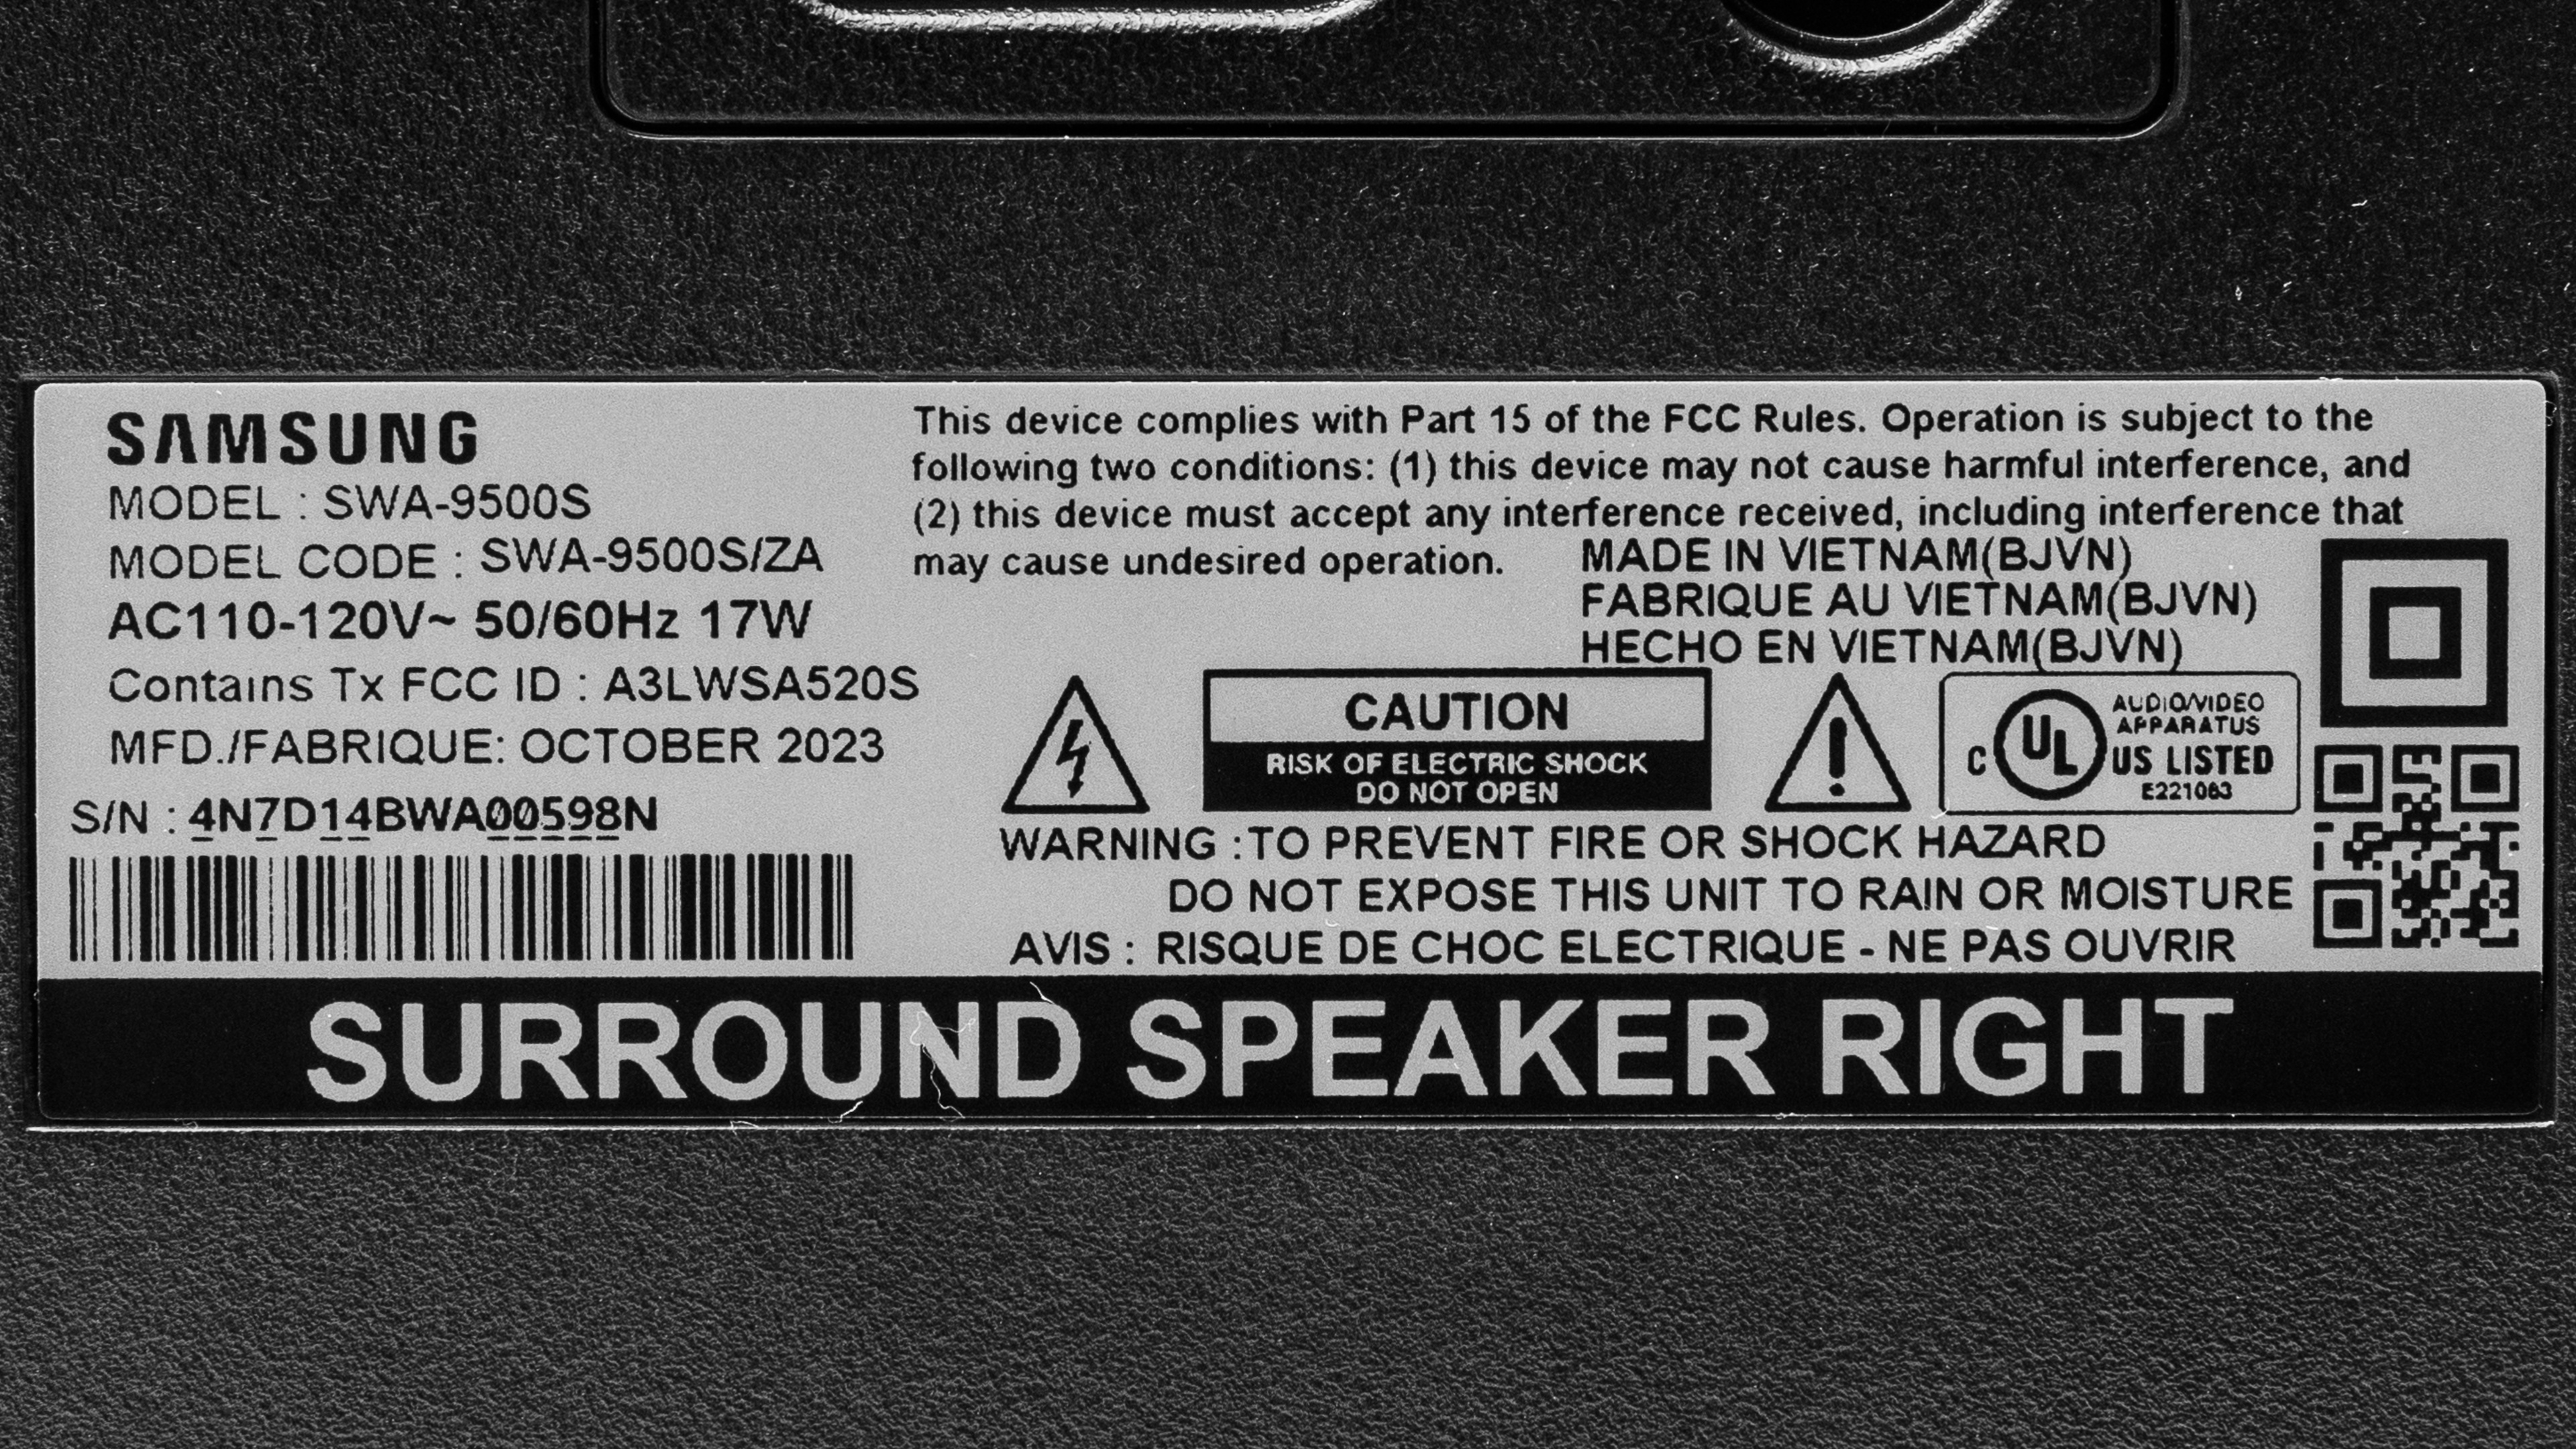 SAMSUNG
MODEL : SWA-9500S
MODEL CODE : SWA-9500S/ZA
AC110-120V~ 50/60Hz 17W
Contains Tx FCC ID : A3LWSA520S
MFD./FABRIQUE: OCTOBER 2023
S/N : 4N7D14BWA00598N
This device complies with Part 15 of the FCC Rules. Operation is subject to the
following two conditions: (1) this device may not cause harmful interference, and
(2) this device must accept any interference received, including interference that
may cause undesired operation.
MADE IN VIETNAM(BJVN)
FABRIQUE AU VIETNAM(BJVN)
HECHO EN VIETNAM(BJVN)
CAUTION
RISK OF ELECTRIC SHOCK
DO NOT OPEN
AUDIO/VIDEO
APPARATUS
C UL US LISTED
E221063
WARNING :TO PREVENT FIRE OR SHOCK HAZARD
DO NOT EXPOSE THIS UNIT TO RAIN OR MOISTURE
AVIS : RISQUE DE CHOC ELECTRIQUE - NE PAS OUVRIR
SURROUND SPEAKER RIGHT